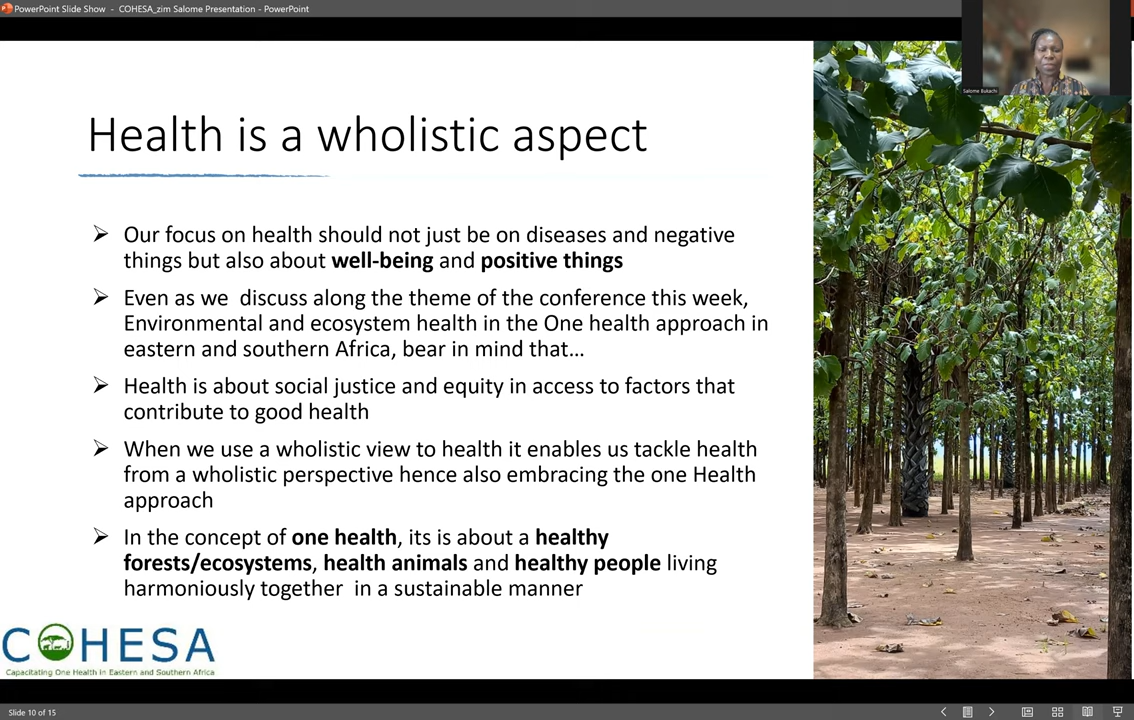 PowerPoint Slide Show - COHESA_zim Salome Presentation - PowerPoint
Salome Bukachi
Health is a wholistic aspect
Our focus on health should not just be on diseases and negative
things but also about well-being and positive things
Even as we  discuss along the theme of the conference this week,
Environmental and ecosystem health in the One health approach in
eastern and southern Africa, bear in mind that...
Health is about social justice and equity in access to factors that
contribute to good health
When we use a wholistic view to health it enables us tackle health
from a wholistic perspective hence also embracing the one Health
approach
In the concept of one health, its is about a healthy
forests/ecosystems, health animals and healthy people living
harmoniously together  in a sustainable manner
COHESA
Capacitating One Health in Eastern and Southern Africa
Slide 10 of 15